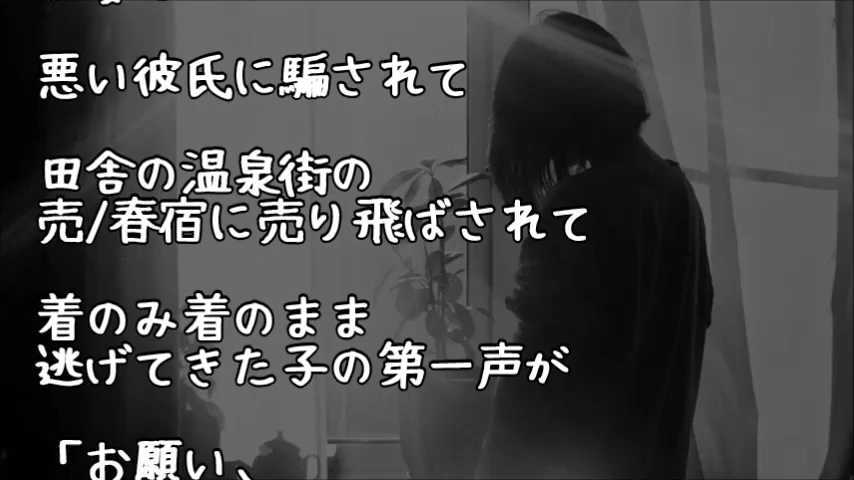 悪い彼氏に騙されて
田舎の温泉街の
売/春宿に売り飛ばされて
着のみ着のまま
逃げてきた子の第一声が
「お願い、